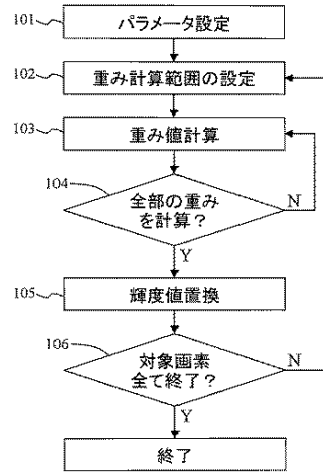 101
パラメータ設定
102
重み計算範囲の設定
103
重み値計算
104
全部の重み
を計算？
N
Y
105
輝度値置換
106
対象画素
全て終了？
N
Y
終了